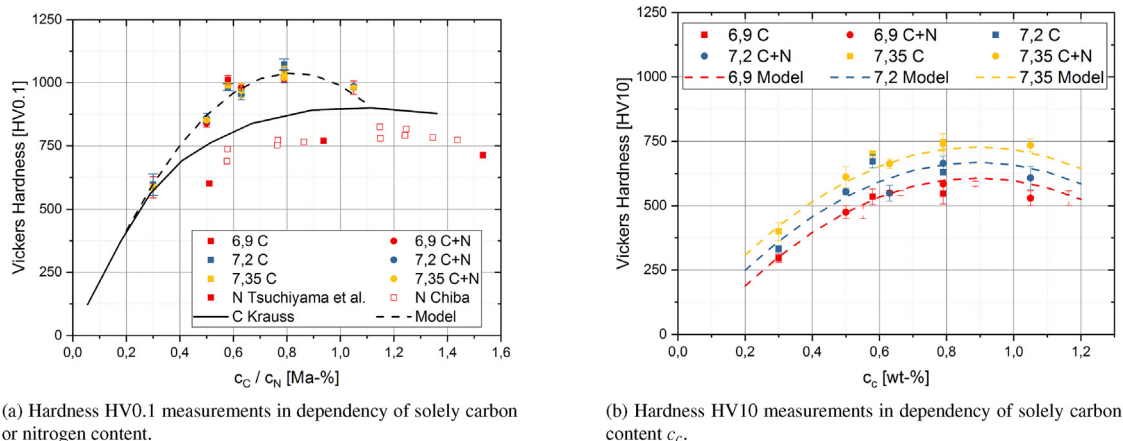 1250
1000
750
500
250
0
0,0 0,2 0,4 0,6 0,8 1,0 1,2 1,4 1,6
Vickers Hardness [HV0.1]
c_C / c_N [Ma-%]
6,9 C 6,9 C+N
7,2 C 7,2 C+N
7,35 C 7,35 C+N
N Tsuchiyama et al. N Chiba
C Krauss Model
(a) Hardness HV0.1 measurements in dependency of solely carbon
or nitrogen content.
1250
1000
750
500
250
0
0,0 0,2 0,4 0,6 0,8 1,0 1,2
Vickers Hardness [HV10]
c_c [wt-%]
6,9 C 6,9 C+N 7,2 C
7,2 C+N 7,35 C 7,35 C+N
6,9 Model 7,2 Model 7,35 Model
(b) Hardness HV10 measurements in dependency of solely carbon
content c_C.